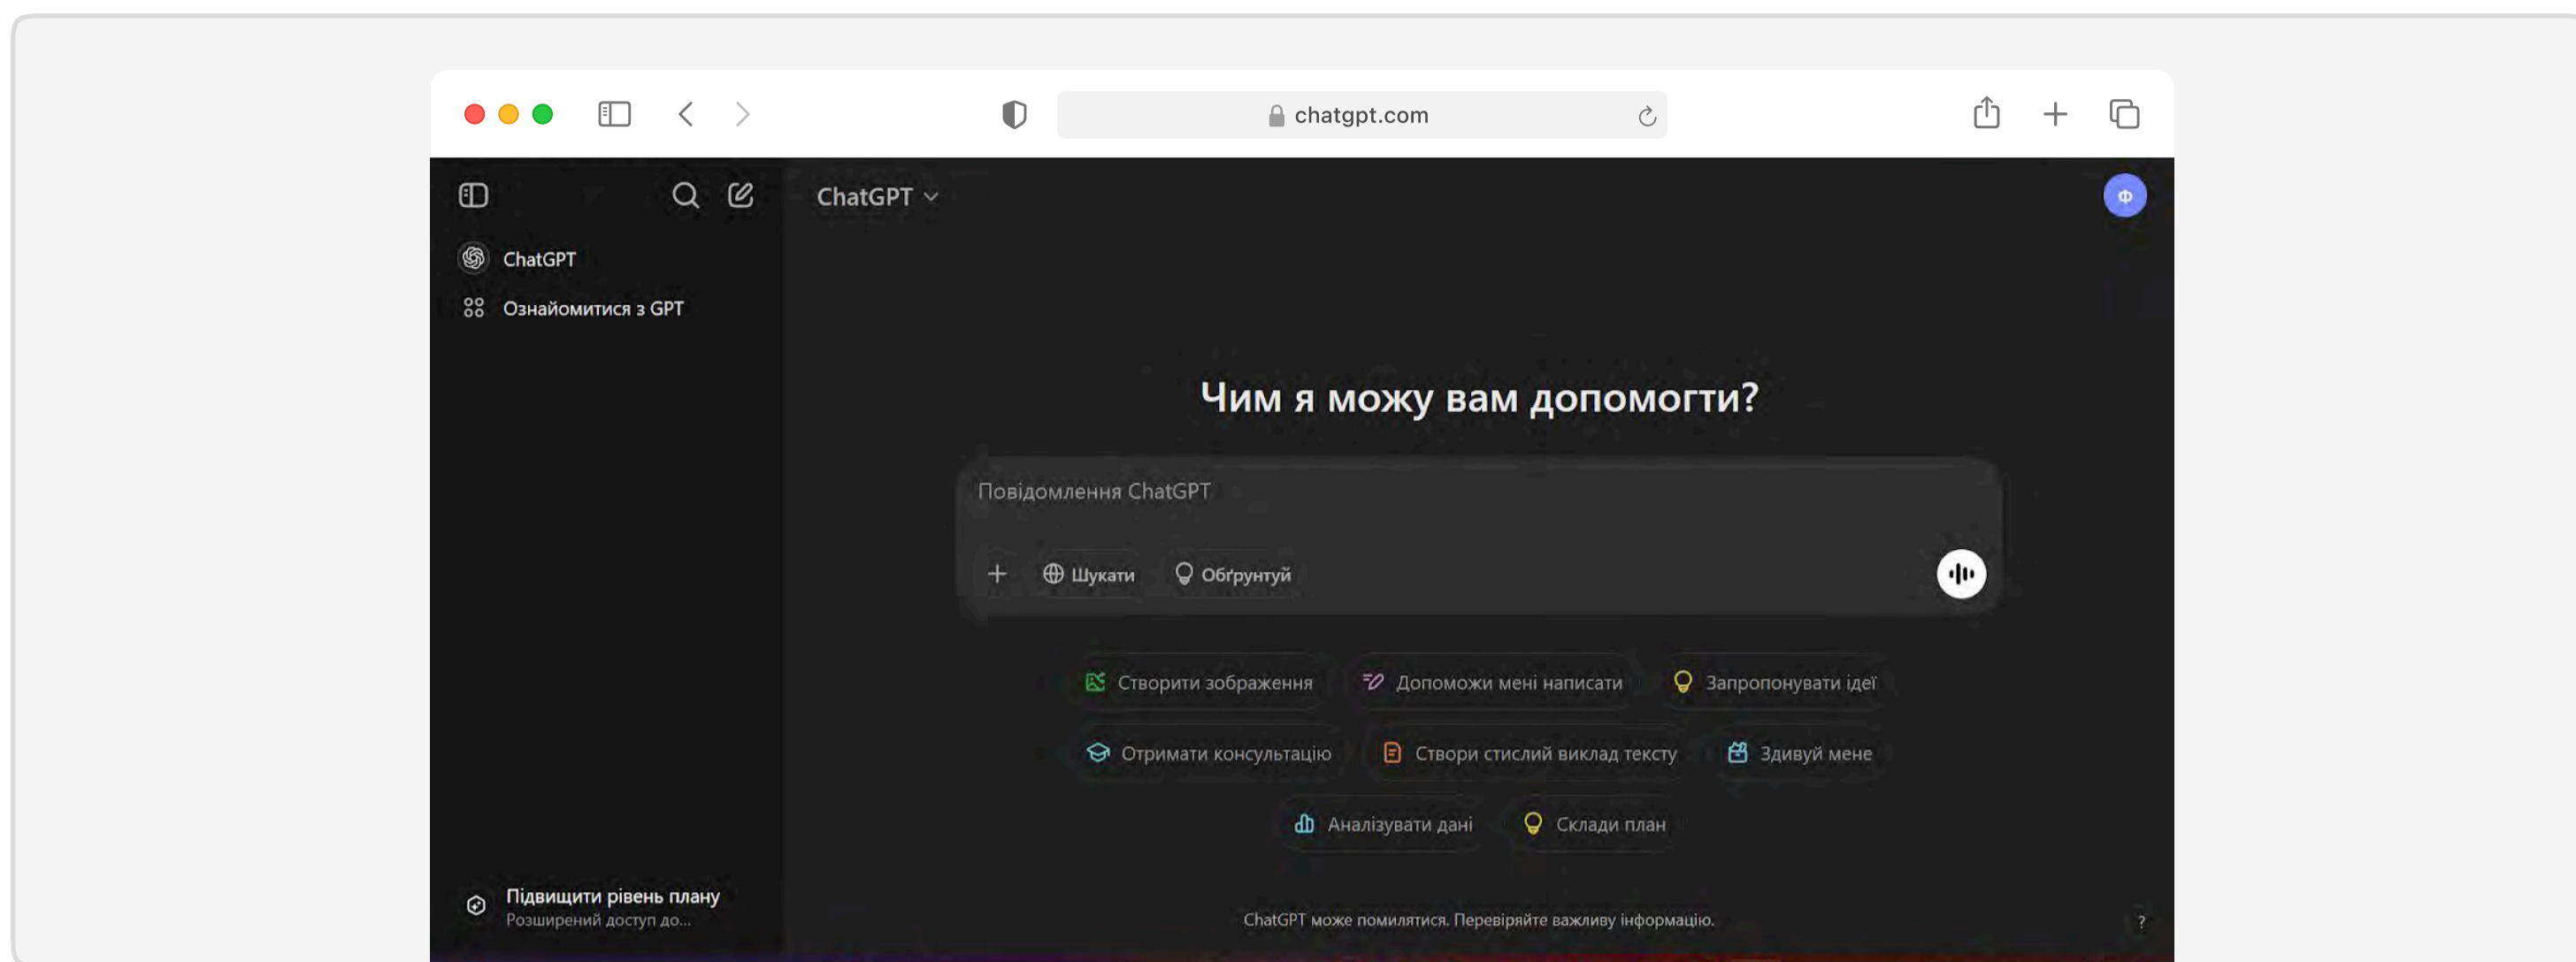 chatgpt.com
ChatGPT
Ф
ChatGPT
Ознайомитися з GPT
Чим я можу вам допомогти?
Повідомлення ChatGPT
Шукати Обґрунтуй
Створити зображення Допоможи мені написати Запропонувати ідеї
Отримати консультацію Створи стислий виклад тексту Здивуй мене
Аналізувати дані Склади план
Підвищити рівень плану
Розширений доступ до...
ChatGPT може помилятися. Перевіряйте важливу інформацію.
?